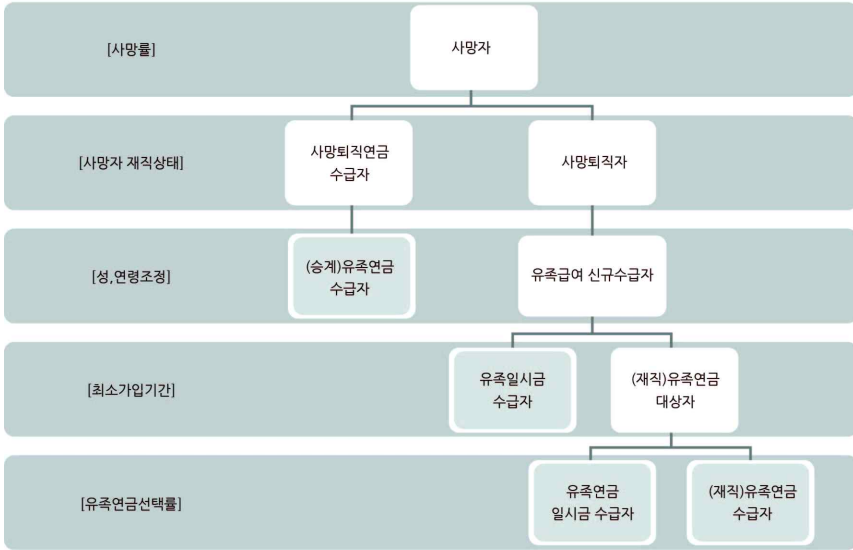 [사망률]
사망자
[사망자 재직상태]
사망퇴직연금
수급자
사망퇴직자
[성,연령조정]
(승계)유족연금
수급자
유족급여 신규수급자
[최소가입기간]
유족일시금
수급자
(재직)유족연금
대상자
[유족연금선택률]
유족연금
일시금 수급자
(재직)유족연금
수급자